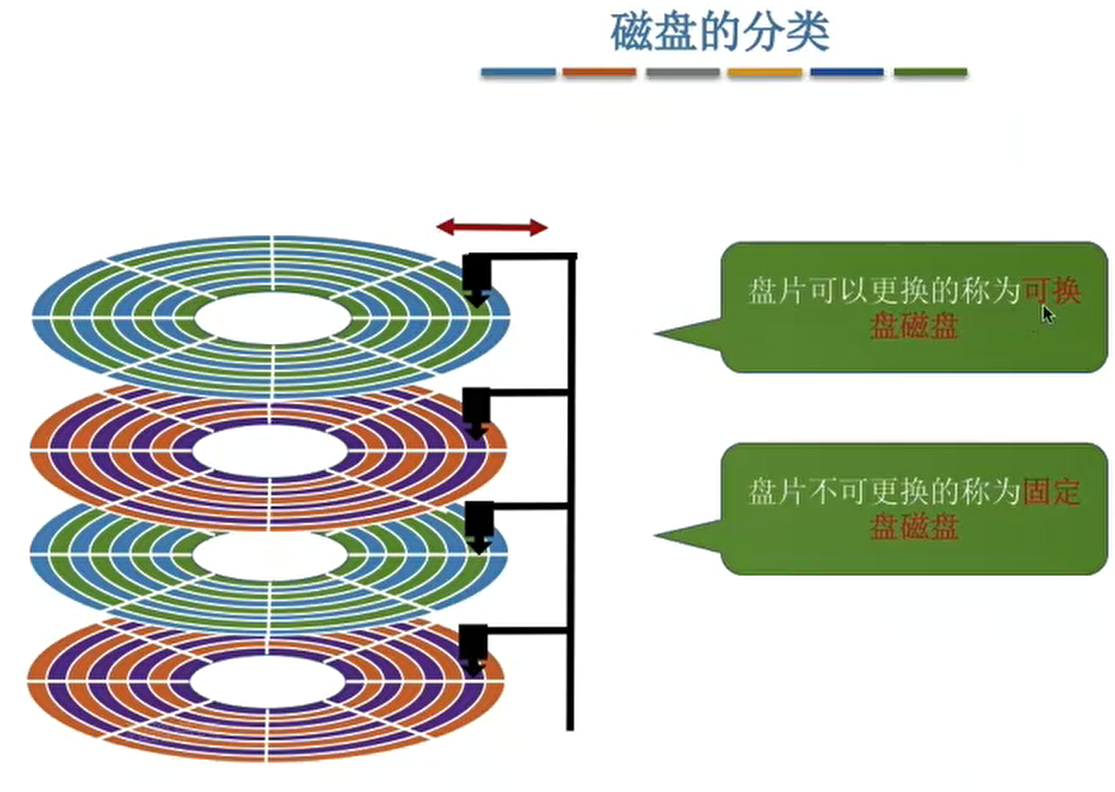 磁盘的分类
盘片可以更换的称为可换
盘磁盘
盘片不可更换的称为固定
盘磁盘